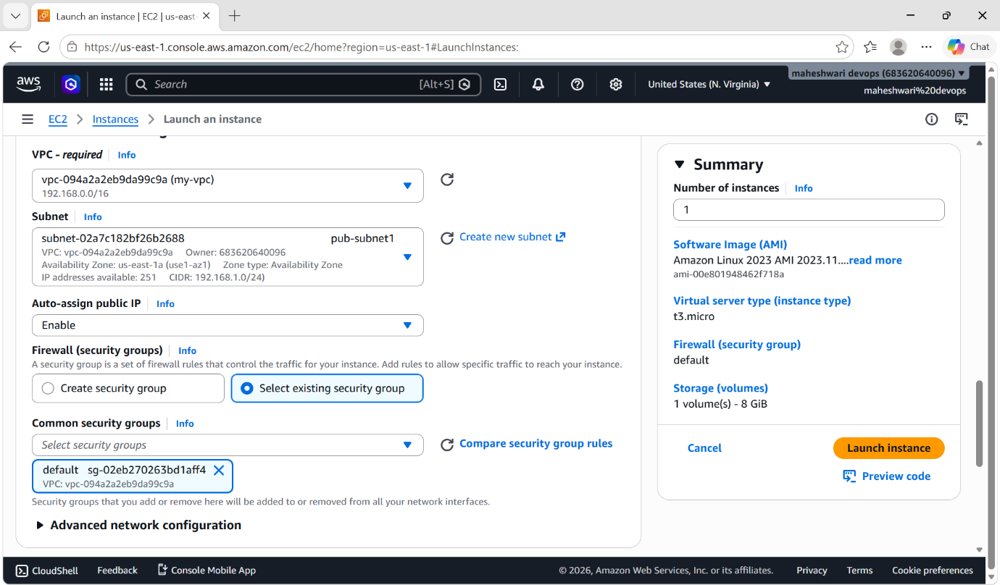 Launch an instance | EC2 | us-east-
https://us-east-1.console.aws.amazon.com/ec2/home?region=us-east-1#LaunchInstances:
Chat
aws
Search
[Alt+S]
United States (N. Virginia) ▼
maheshwari devops (683620640096) ▼
maheshwari%20devops
EC2 > Instances > Launch an instance
VPC - required
Info
vpc-094a2a2eb9da99c9a (my-vpc)
192.168.0.0/16
Subnet
Info
subnet-02a7c182bf26b2688 pub-subnet1
VPC: vpc-094a2a2eb9da99c9a Owner: 683620640096
Availability Zone: us-east-1a (use1-az1) Zone type: Availability Zone
IP addresses available: 251 CIDR: 192.168.1.0/24)
Create new subnet
Auto-assign public IP
Info
Enable
Firewall (security groups)
Info
A security group is a set of firewall rules that control the traffic for your instance. Add rules to allow specific traffic to reach your instance.
Create security group
Select existing security group
Common security groups
Info
Select security groups
Compare security group rules
default sg-02eb270263bd1aff4
VPC: vpc-094a2a2eb9da99c9a
Security groups that you add or remove here will be added to or removed from all your network interfaces.
Advanced network configuration
Summary
Number of instances
Info
1
Software Image (AMI)
Amazon Linux 2023 AMI 2023.11....read more
ami-00e801948462f718a
Virtual server type (instance type)
t3.micro
Firewall (security group)
default
Storage (volumes)
1 volume(s) - 8 GiB
Cancel
Launch instance
Preview code
CloudShell
Feedback
Console Mobile App
© 2026, Amazon Web Services, Inc. or its affiliates.
Privacy
Terms
Cookie preferences